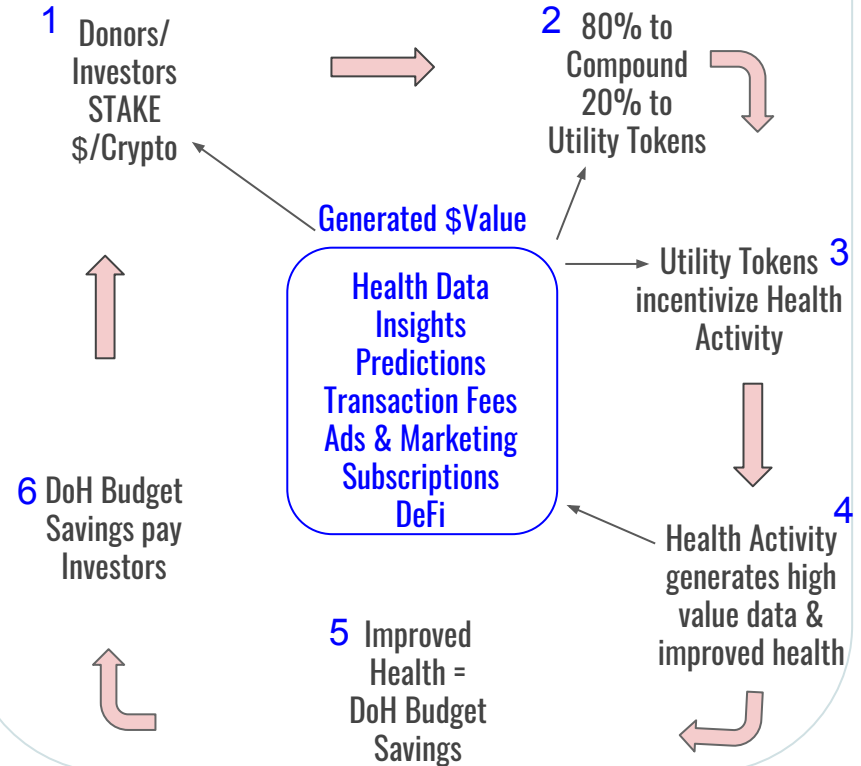 1
Donors/
Investors
STAKE
$/Crypto
2
80% to
Compound
20% to
Utility Tokens
Generated $Value
Health Data
Insights
Predictions
Transaction Fees
Ads & Marketing
Subscriptions
DeFi
3
Utility Tokens
incentivize Health
Activity
4
Health Activity
generates high
value data &
improved health
5
Improved
Health =
DoH Budget
Savings
6
DoH Budget
Savings pay
Investors